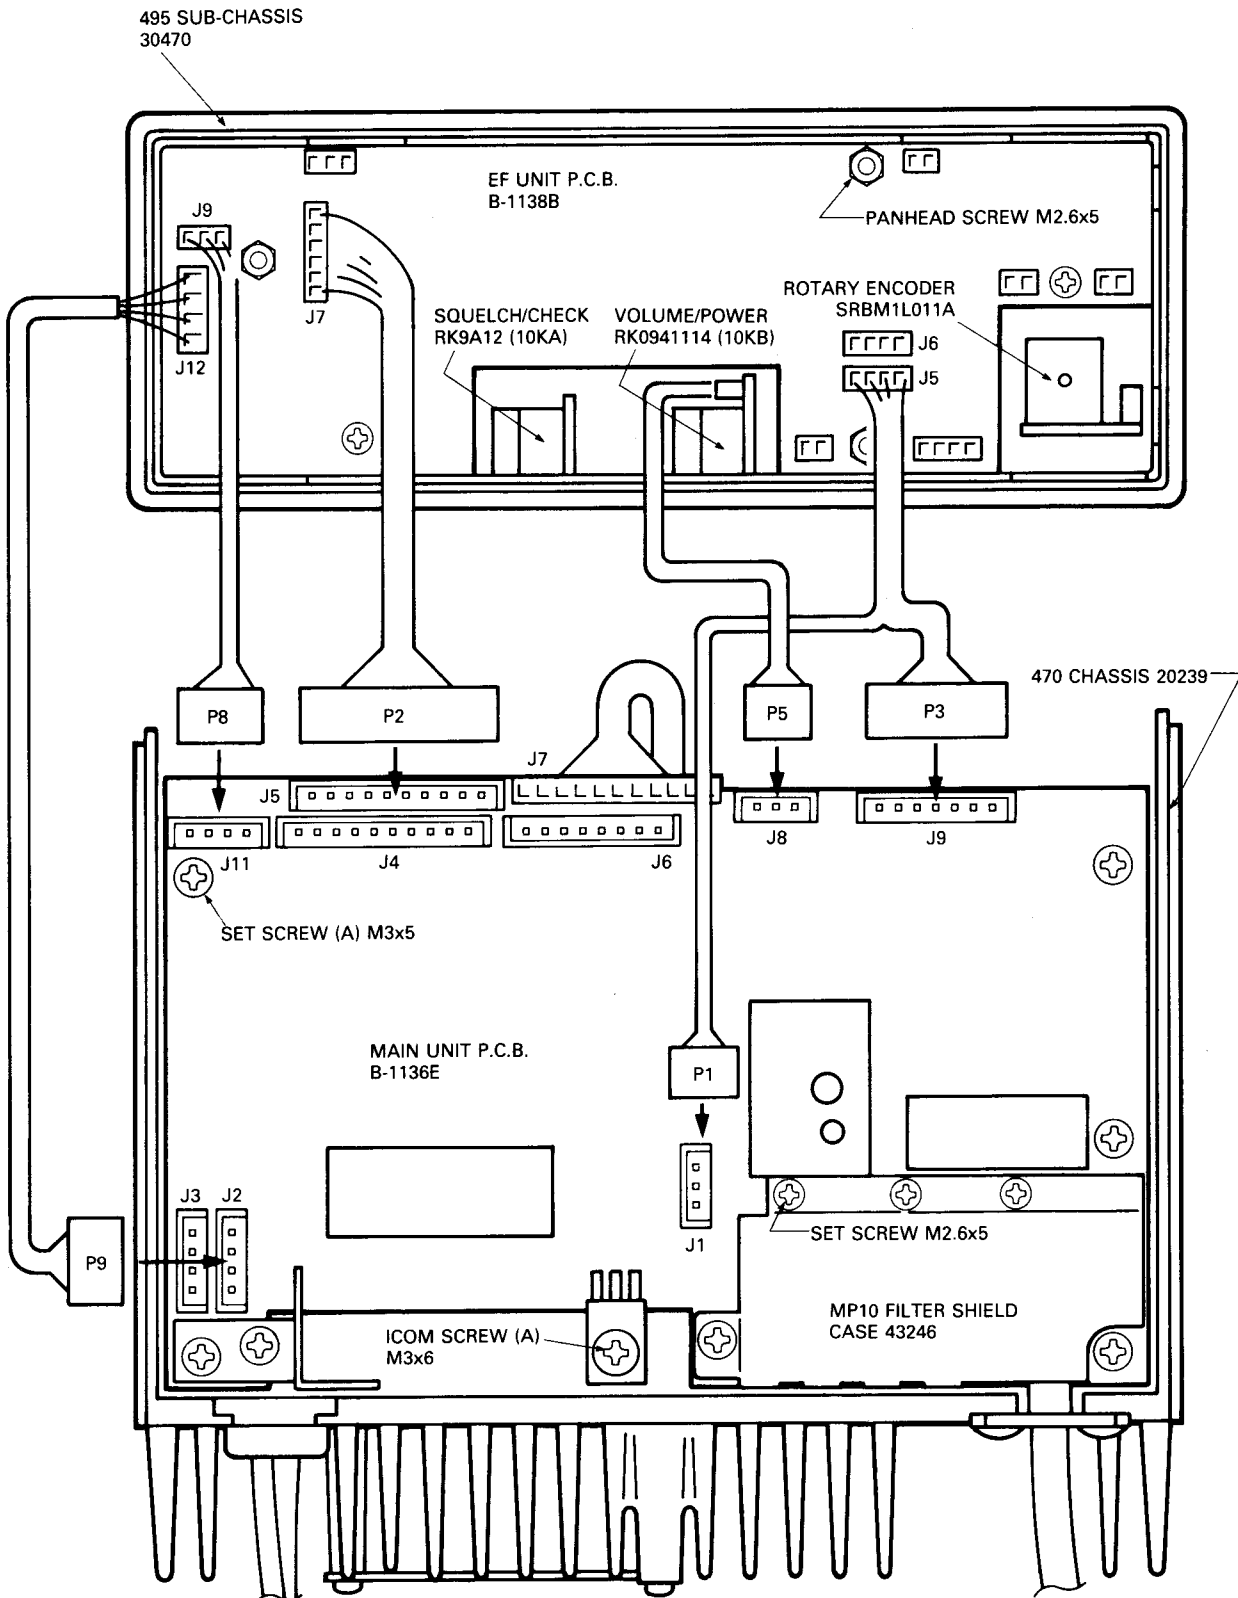 495 SUB-CHASSIS
30470
EF UNIT P.C.B.
B-1138B
PANHEAD SCREW M2.6x5
J9
J7
J12
SQUELCH/CHECK
RK9A12 (10KA)
VOLUME/POWER
RK0941114 (10KB)
ROTARY ENCODER
SRBM1L011A
J6
J5
470 CHASSIS 20239
P8
P2
P5
P3
J7
J5
J11
J4
J6
J8
J9
SET SCREW (A) M3x5
MAIN UNIT P.C.B.
B-1136E
P1
J3
J2
J1
P9
SET SCREW M2.6x5
ICOM SCREW (A)
M3x6
MP10 FILTER SHIELD
CASE 43246